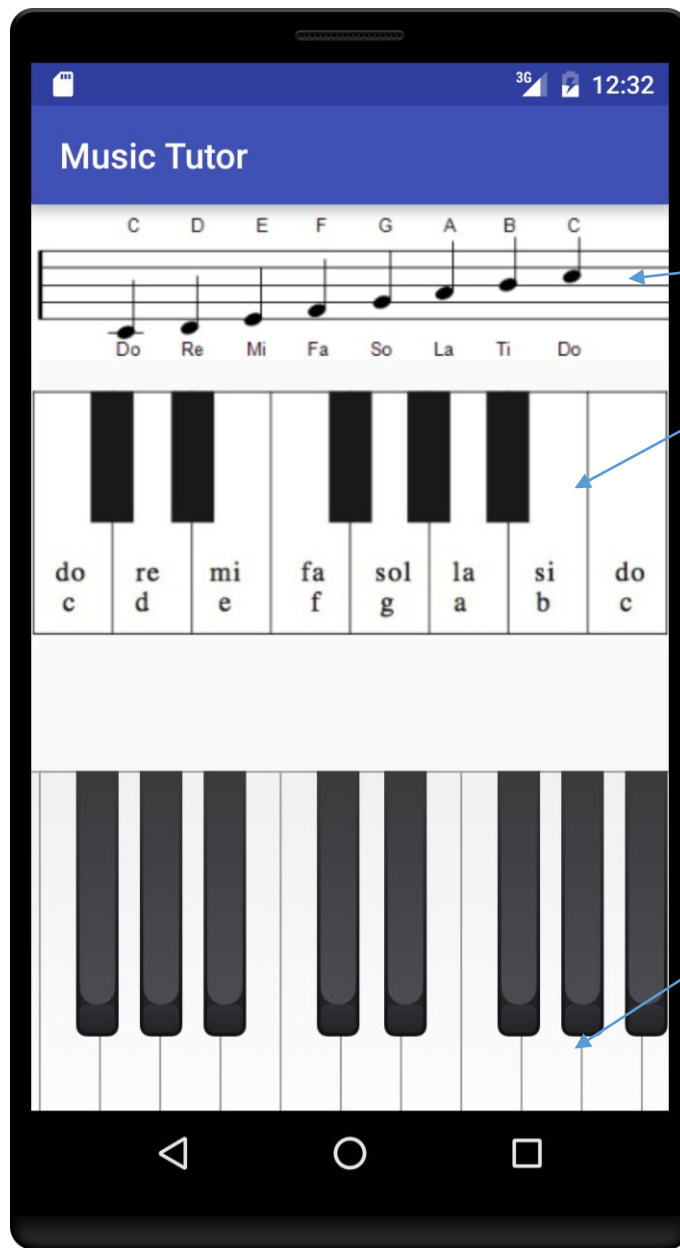 3G 12:32
Music Tutor
C D E F G A B C
Do Re Mi Fa So La Ti Do
do re mi fa sol la si do
c d e f g a b c